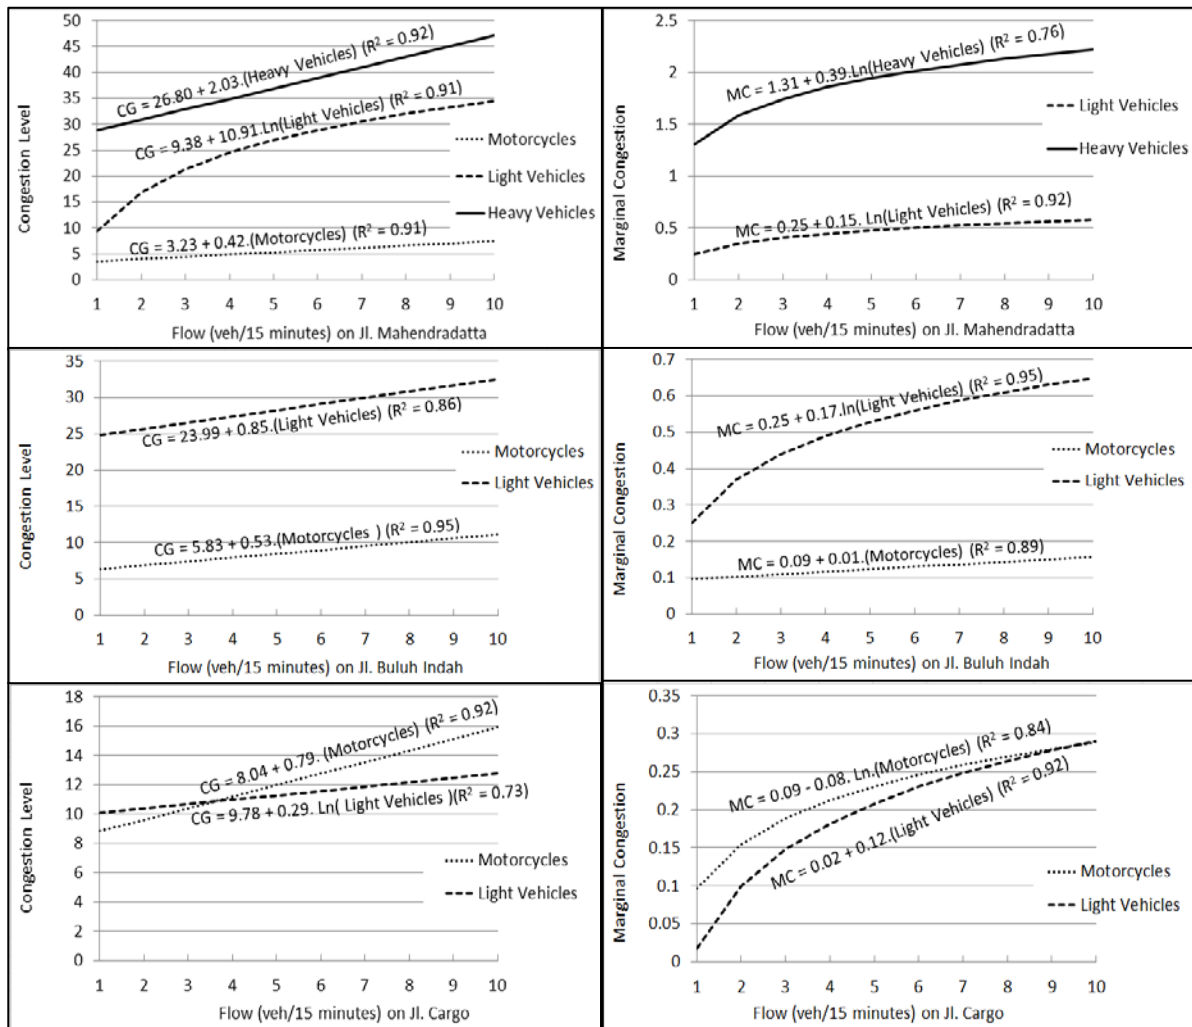 50
45
40
35
30
25
20
15
10
5
0
Congestion Level
CG = 26.80 + 2.03.(Heavy Vehicles) (R² = 0.92)
CG = 9.38 + 10.91.Ln(Light Vehicles) (R² = 0.91)
CG = 3.23 + 0.42.(Motorcycles) (R² = 0.91)
Motorcycles
Light Vehicles
Heavy Vehicles
1 2 3 4 5 6 7 8 9 10
Flow (veh/15 minutes) on Jl. Mahendradatta
2.5
2
1.5
1
0.5
0
Marginal Congestion
MC = 1.31 + 0.39.Ln(Heavy Vehicles) (R² = 0.76)
MC = 0.25 + 0.15. Ln(Light Vehicles) (R² = 0.92)
Light Vehicles
Heavy Vehicles
1 2 3 4 5 6 7 8 9 10
Flow (veh/15 minutes) on Jl. Mahendradatta
35
30
25
20
15
10
5
0
Congestion Level
CG = 23.99 + 0.85.(Light Vehicles) (R² = 0.86)
CG = 5.83 + 0.53.(Motorcycles ) (R² = 0.95)
Motorcycles
Light Vehicles
1 2 3 4 5 6 7 8 9 10
Flow (veh/15 minutes) on Jl. Buluh Indah
0.7
0.6
0.5
0.4
0.3
0.2
0.1
0
Marginal Congestion
MC = 0.25 + 0.17.ln(Light Vehicles) (R² = 0.95)
MC = 0.09 + 0.01.(Motorcycles) (R² = 0.89)
Motorcycles
Light Vehicles
1 2 3 4 5 6 7 8 9 10
Flow (veh/15 minutes) on Jl. Buluh Indah
18
16
14
12
10
8
6
4
2
0
Congestion Level
CG = 8.04 + 0.79. (Motorcycles) (R² = 0.92)
CG = 9.78 + 0.29. Ln( Light Vehicles )(R² = 0.73)
Motorcycles
Light Vehicles
1 2 3 4 5 6 7 8 9 10
Flow (veh/15 minutes) on Jl. Cargo
0.35
0.3
0.25
0.2
0.15
0.1
0.05
0
Marginal Congestion
MC = 0.09 - 0.08. Ln.(Motorcycles) (R² = 0.84)
MC = 0.02 + 0.12.(Light Vehicles) (R² = 0.92)
Motorcycles
Light Vehicles
1 2 3 4 5 6 7 8 9 10
Flow (veh/15 minutes) on Jl. Cargo